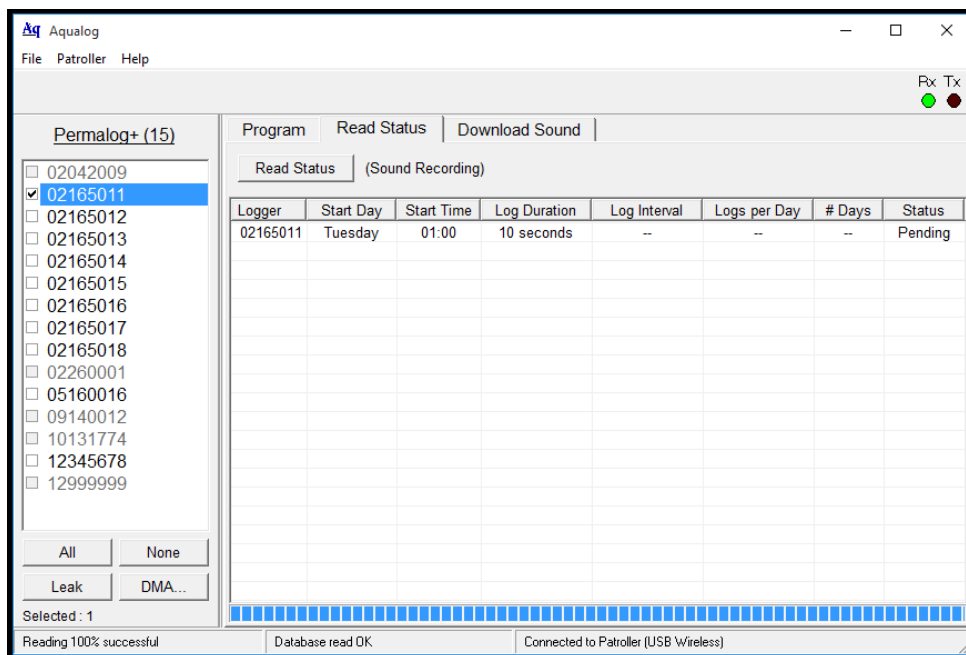 Aq Aqualog
File Patroller Help
Rx Tx
Permalog+ (15)
02042009
02165011
02165012
02165013
02165014
02165015
02165016
02165017
02165018
02260001
05160016
09140012
10131774
12345678
12999999
All None
Leak DMA...
Selected : 1
Program Read Status Download Sound
Read Status (Sound Recording)
Logger Start Day Start Time Log Duration Log Interval Logs per Day # Days Status
02165011 Tuesday 01:00 10 seconds -- -- -- Pending
Reading 100% successful Database read OK Connected to Patroller (USB Wireless)